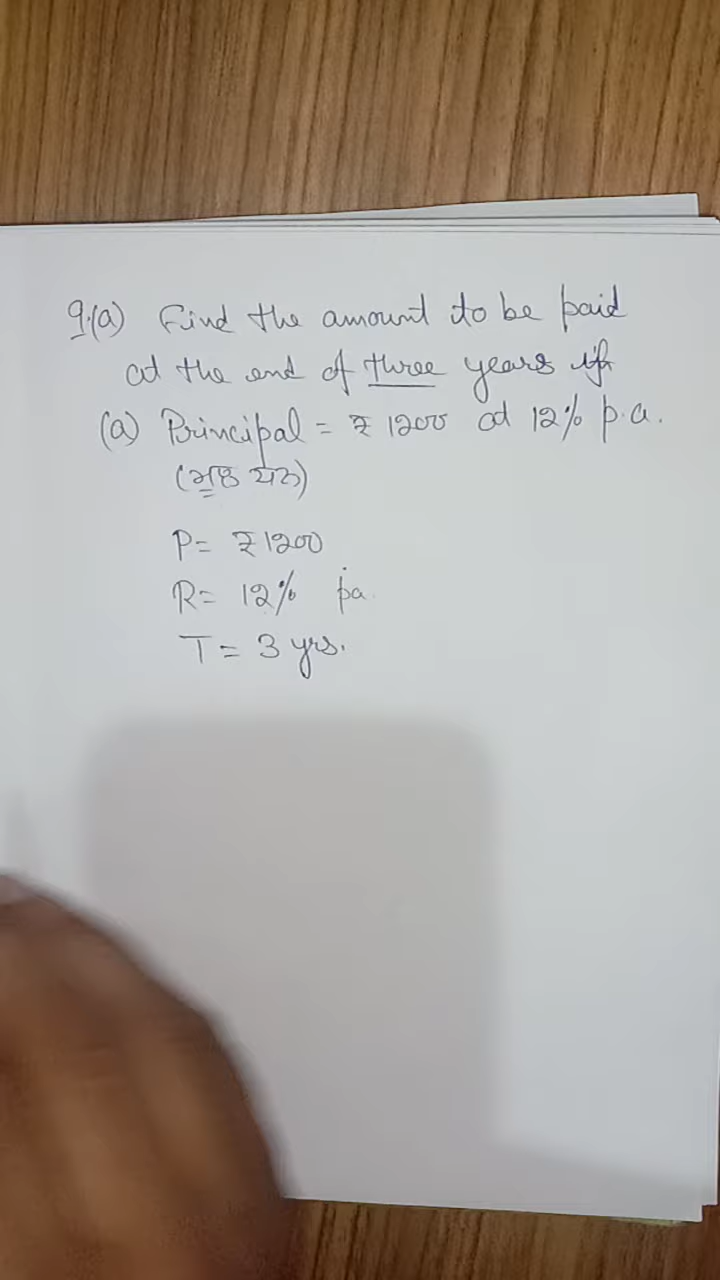 9.(a) Find the amount to be paid
at the end of three years if
(a) Principal = ₹ 1200 at 12% p.a.
(मूल धन)
P= ₹1200
R= 12% pa.
T= 3 yrs.